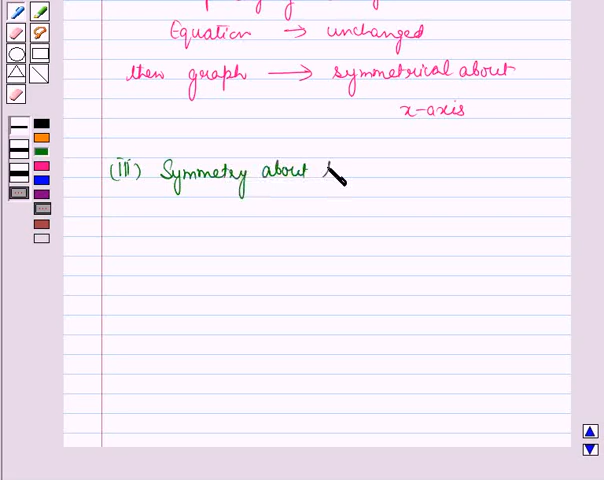 Equation → unchanged
then graph → symmetrical about
x-axis
(iii) Symmetry about